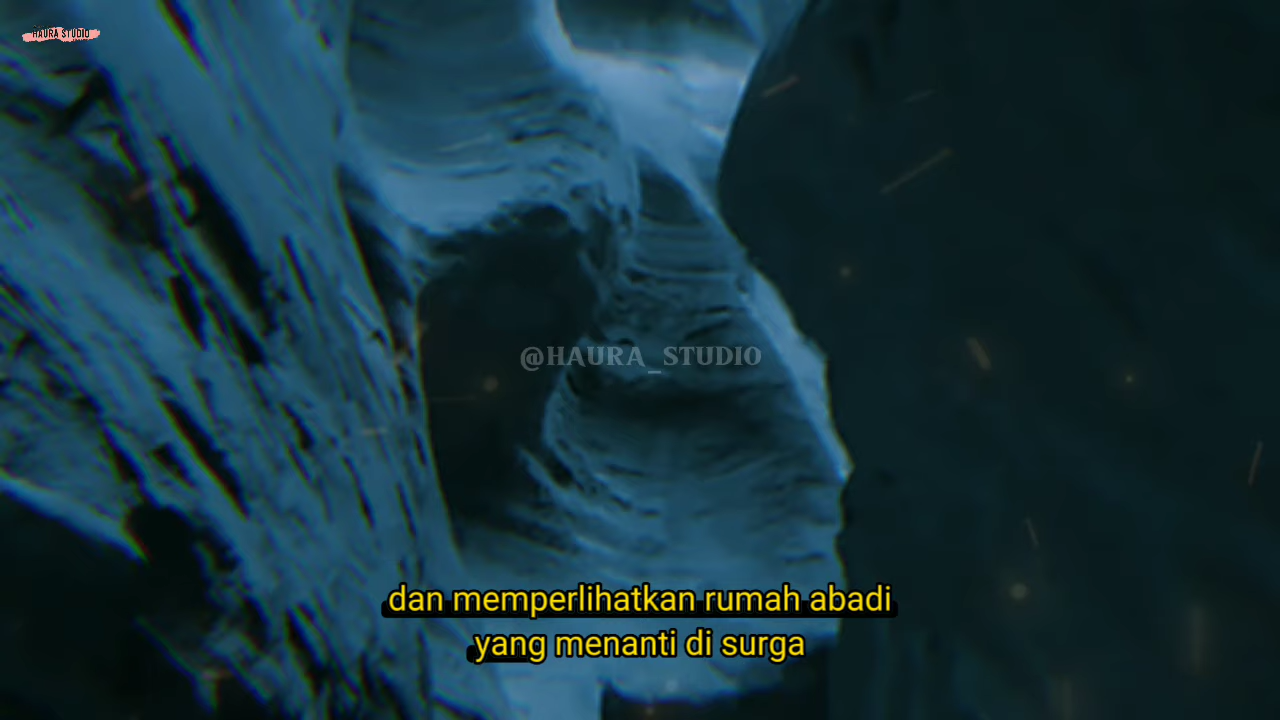 HAURA STUDIO
@HAURA_STUDIO
dan memperlihatkan rumah abadi
yang menanti di surga